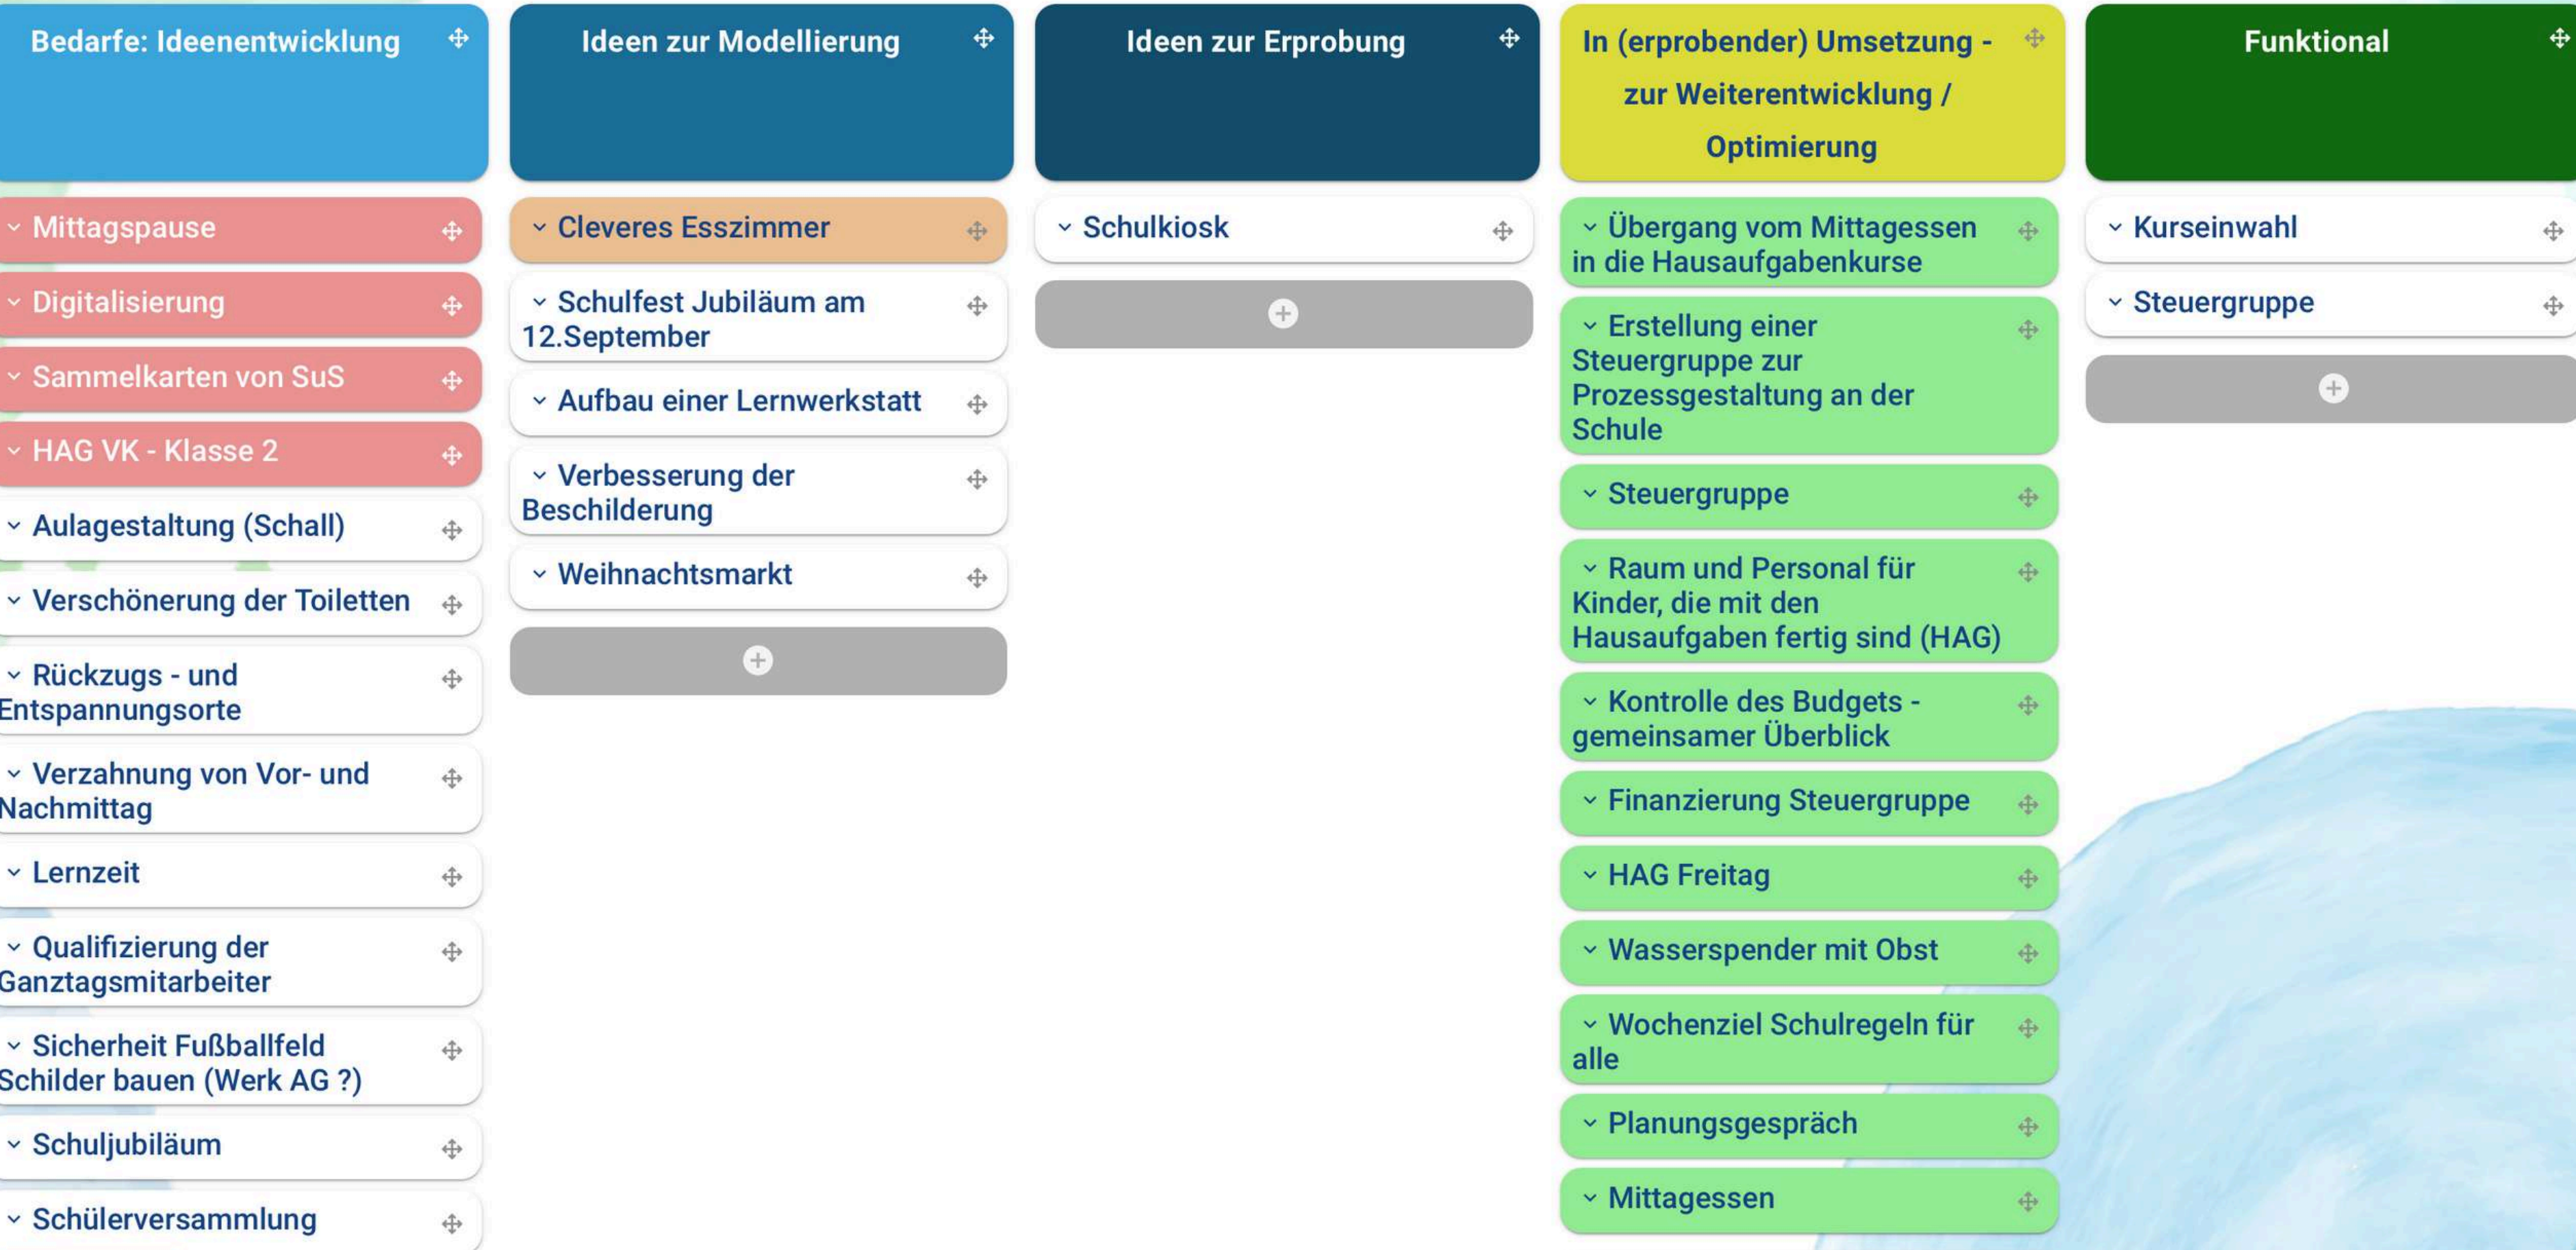 Bedarfe: Ideenentwicklung
Mittagspause
Digitalisierung
Sammelkarten von SuS
HAG VK - Klasse 2
Aulagestaltung (Schall)
Verschönerung der Toiletten
Rückzugs - und
Entspannungsorte
Verzahnung von Vor- und
Nachmittag
Lernzeit
Qualifizierung der
Ganztagsmitarbeiter
Sicherheit Fußballfeld
Schilder bauen (Werk AG ?)
Schuljubiläum
Schülerversammlung
Ideen zur Modellierung
Cleveres Esszimmer
Schulfest Jubiläum am
12.September
Aufbau einer Lernwerkstatt
Verbesserung der
Beschilderung
Weihnachtsmarkt
Ideen zur Erprobung
Schulkiosk
In (erprobender) Umsetzung -
zur Weiterentwicklung /
Optimierung
Übergang vom Mittagessen
in die Hausaufgabenkurse
Erstellung einer
Steuergruppe zur
Prozessgestaltung an der
Schule
Steuergruppe
Raum und Personal für
Kinder, die mit den
Hausaufgaben fertig sind (HAG)
Kontrolle des Budgets -
gemeinsamer Überblick
Finanzierung Steuergruppe
HAG Freitag
Wasserspender mit Obst
Wochenziel Schulregeln für
alle
Planungsgespräch
Mittagessen
Funktional
Kurseinwahl
Steuergruppe